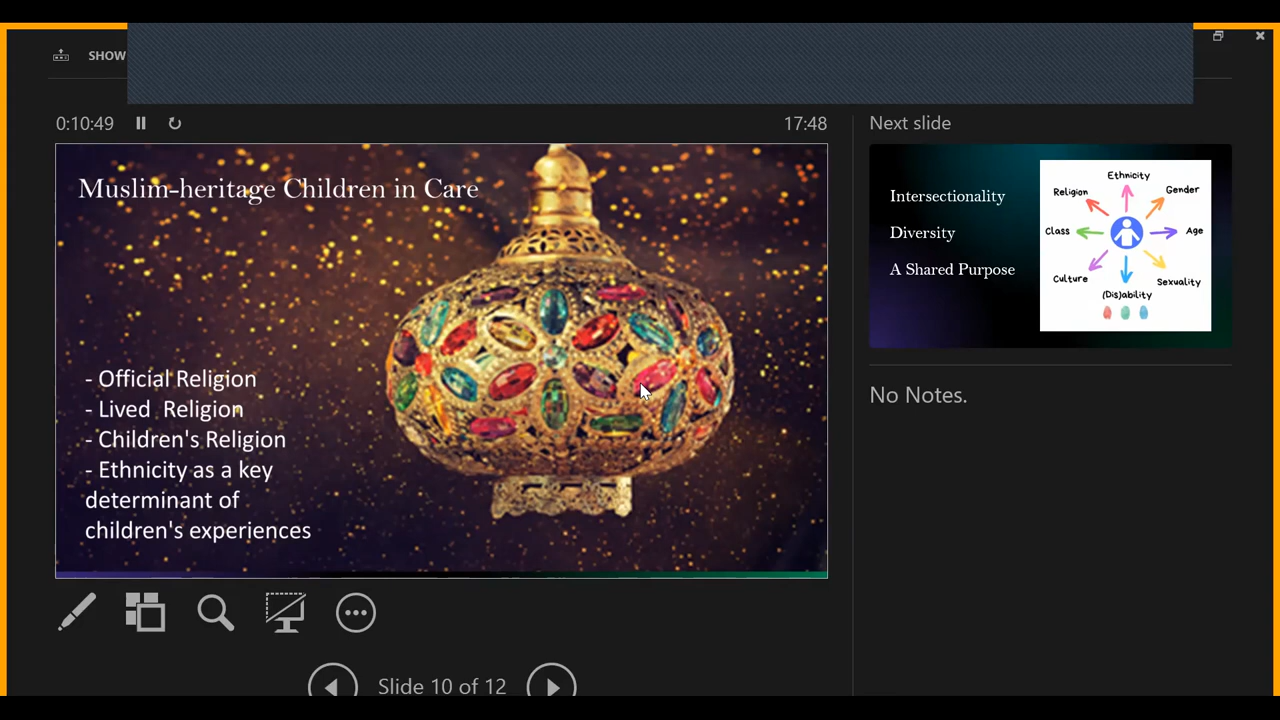 SHOW
0:10:49
17:48
Muslim-heritage Children in Care
- Official Religion
- Lived  Religion
- Children's Religion
- Ethnicity as a key
determinant of
children's experiences
Slide 10 of 12
Next slide
Intersectionality
Diversity
A Shared Purpose
Ethnicity
Religion
Gender
Class
Age
Culture
Sexuality
(Dis)ability
No Notes.